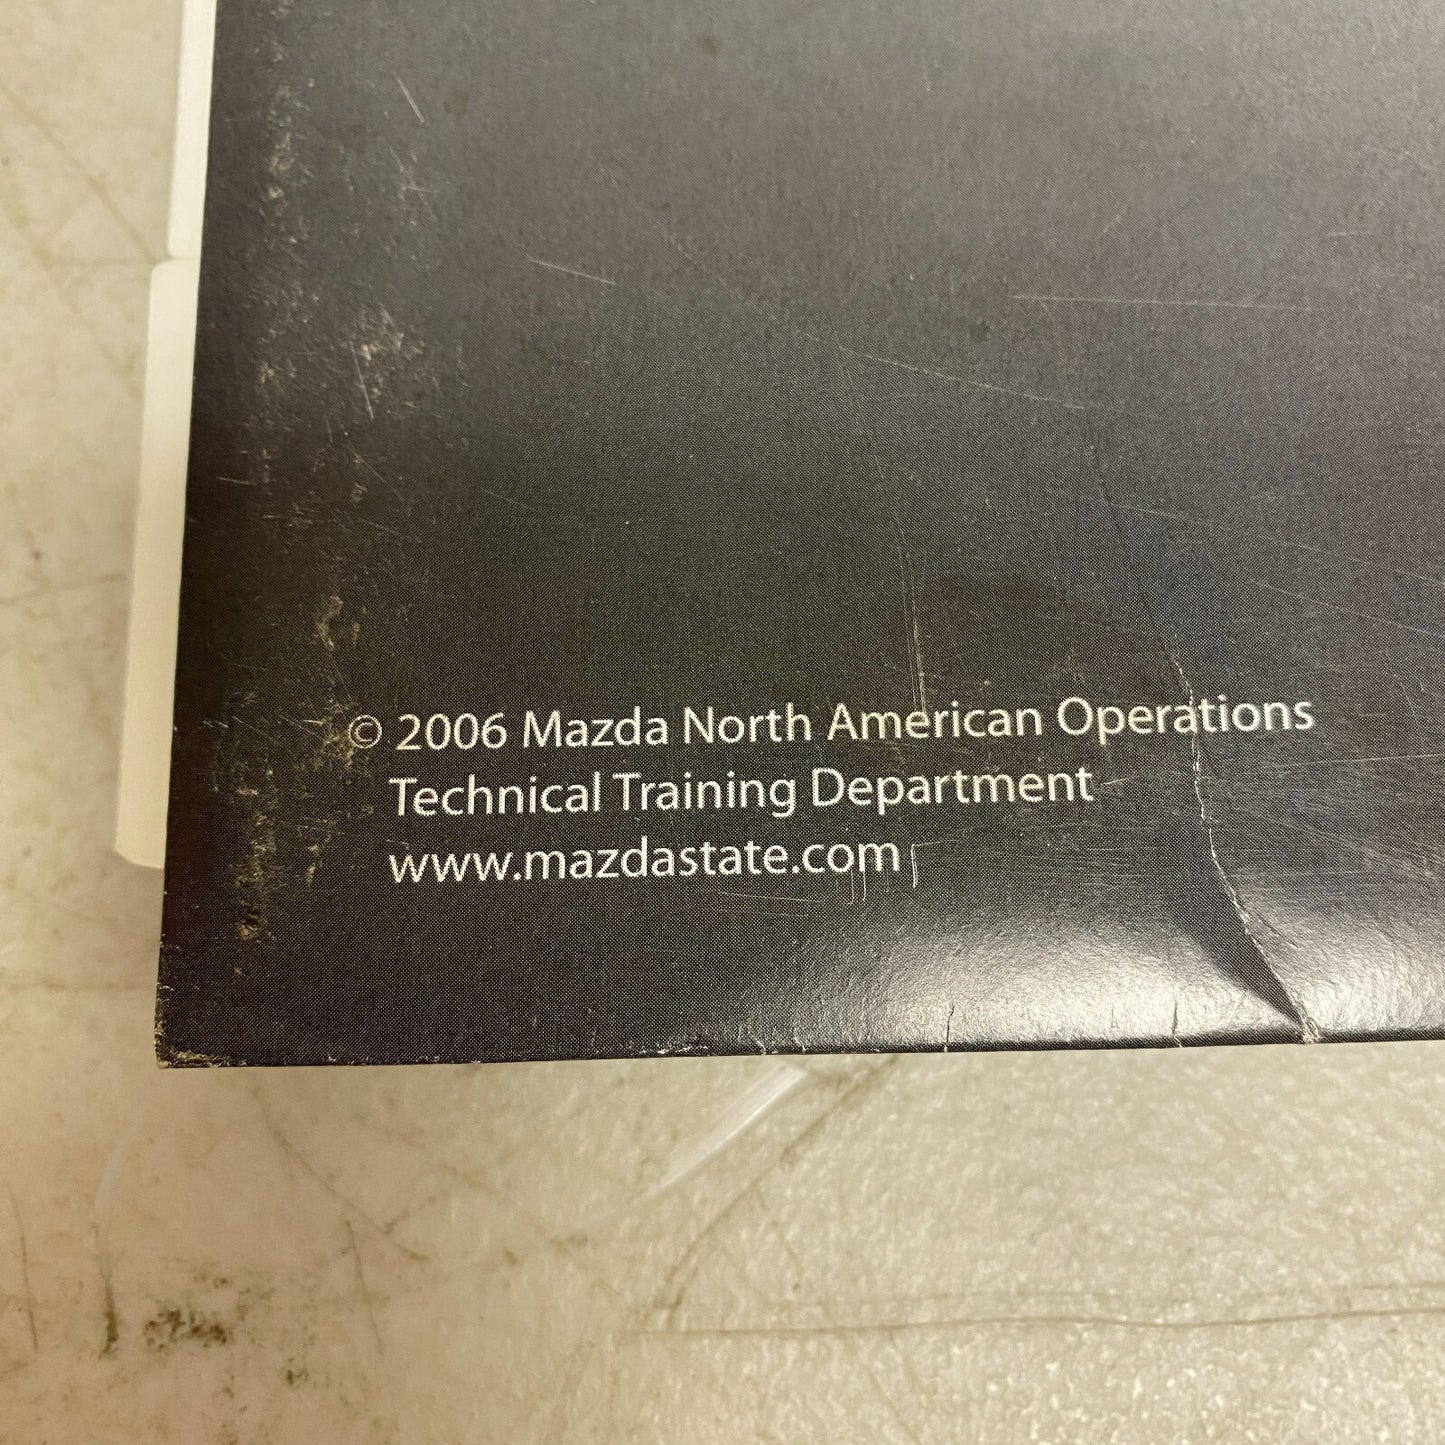 © 2006 Mazda North American Operations
Technical Training Department
www.mazdastate.com